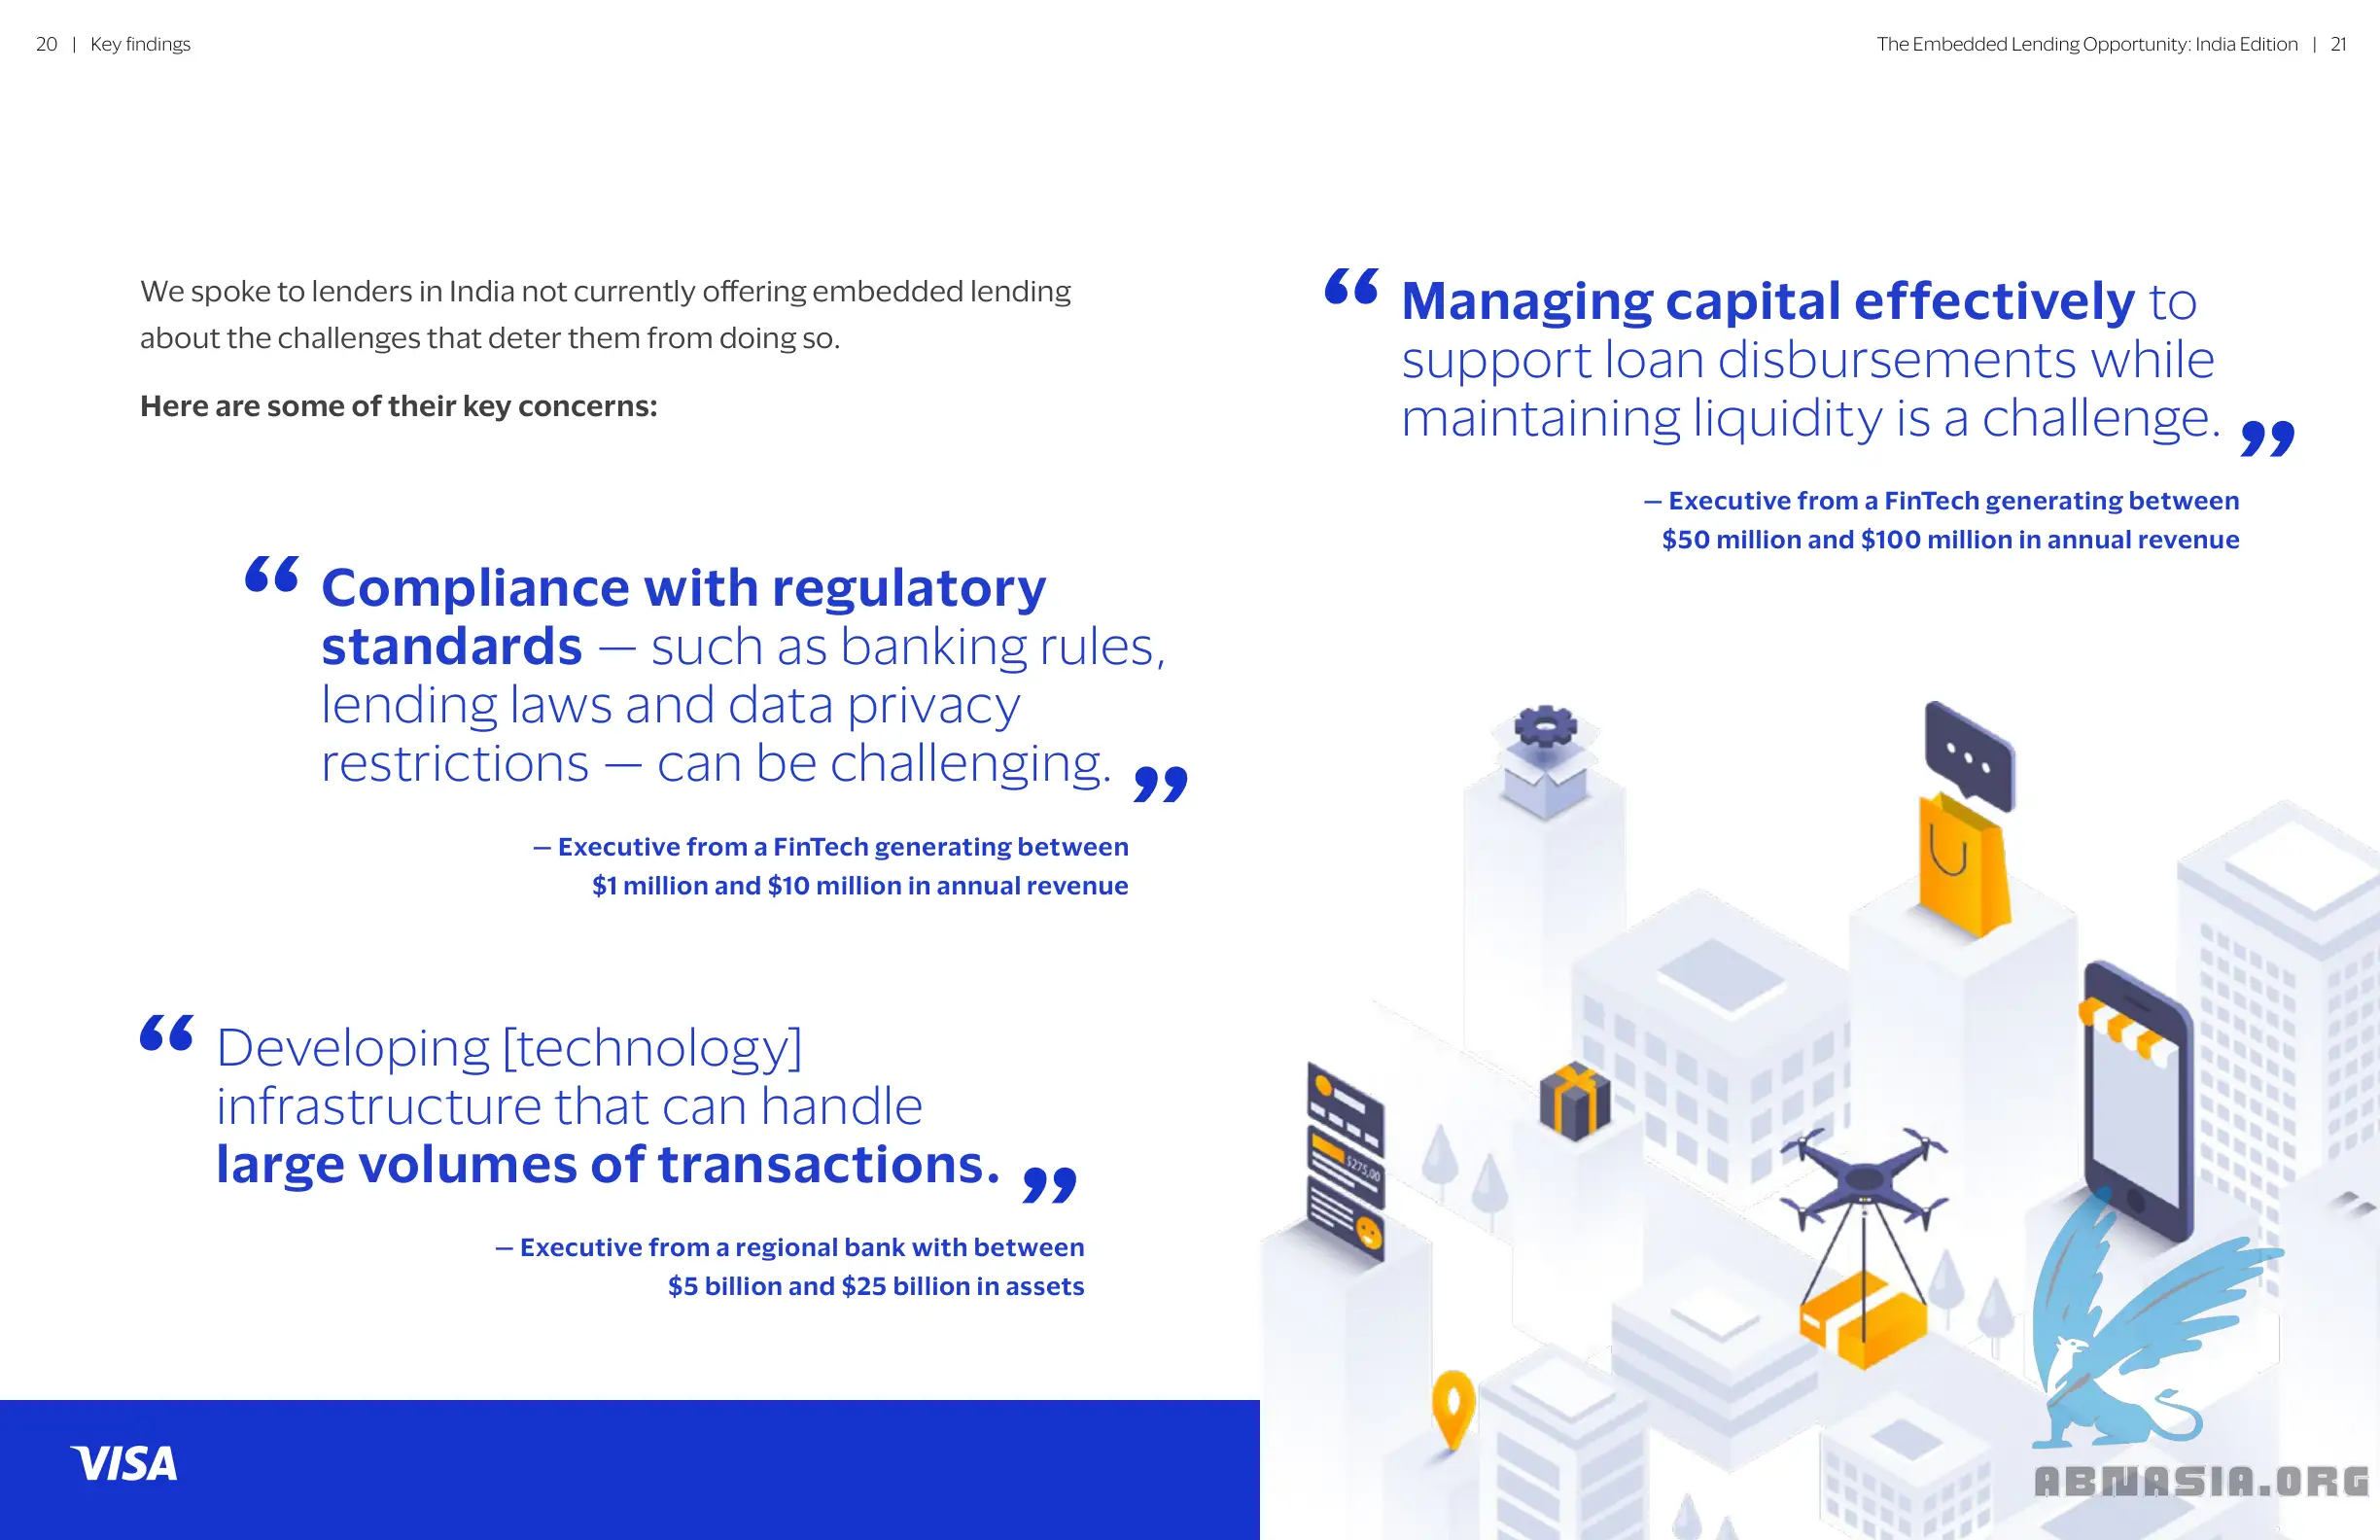 20 | Key findings
The Embedded Lending Opportunity: India Edition | 21
We spoke to lenders in India not currently offering embedded lending
about the challenges that deter them from doing so.
Here are some of their key concerns:
“ Compliance with regulatory
standards — such as banking rules,
lending laws and data privacy
restrictions — can be challenging. ”
— Executive from a FinTech generating between
$1 million and $10 million in annual revenue
“ Developing [technology]
infrastructure that can handle
large volumes of transactions. ”
— Executive from a regional bank with between
$5 billion and $25 billion in assets
“ Managing capital effectively to
support loan disbursements while
maintaining liquidity is a challenge. ”
— Executive from a FinTech generating between
$50 million and $100 million in annual revenue
$275,00
VISA
ABNASIA.ORG